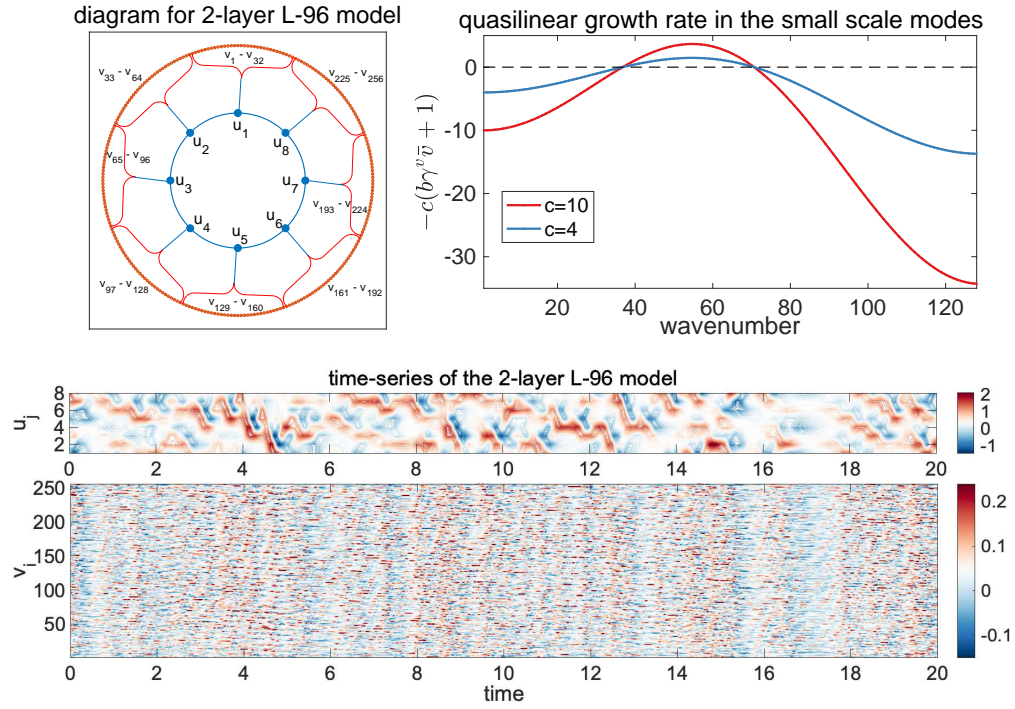 diagram for 2-layer L-96 model
v1 - v32
v33 - v64
v225 - v256
u1
u2
u8
v65 - v96
u3
u7
v193 - v224
u4
u6
u5
v97 - v128
v129 - v160
v161 - v192
quasilinear growth rate in the small scale modes
−c(bγ^v v̄ + 1)
0
-10
-20
-30
c=10
c=4
20 40 60 80 100 120
wavenumber
time-series of the 2-layer L-96 model
u_j
8
6
4
2
0 2 4 6 8 10 12 14 16 18 20
2
1
0
-1
v_i
250
200
150
100
50
0 2 4 6 8 10 12 14 16 18 20
time
0.2
0.1
0
-0.1